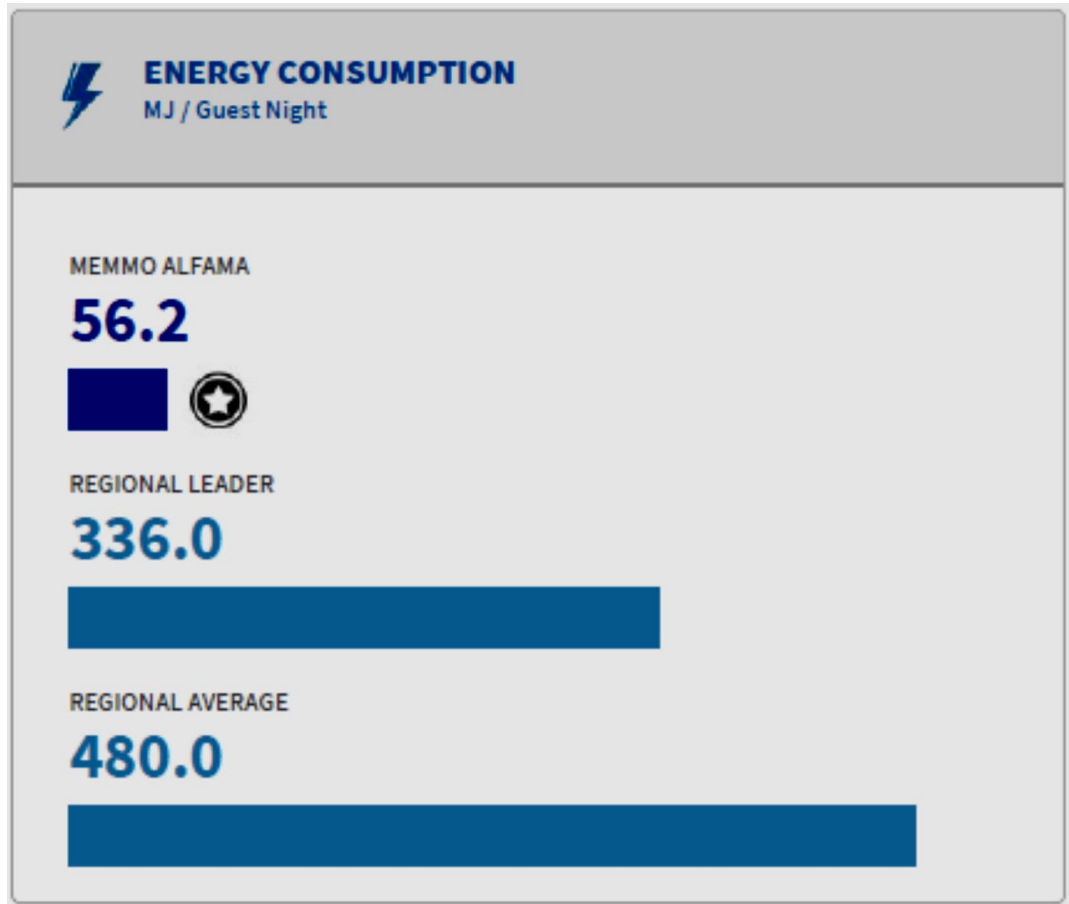 ENERGY CONSUMPTION
MJ / Guest Night
MEMMO ALFAMA
56.2
REGIONAL LEADER
336.0
REGIONAL AVERAGE
480.0